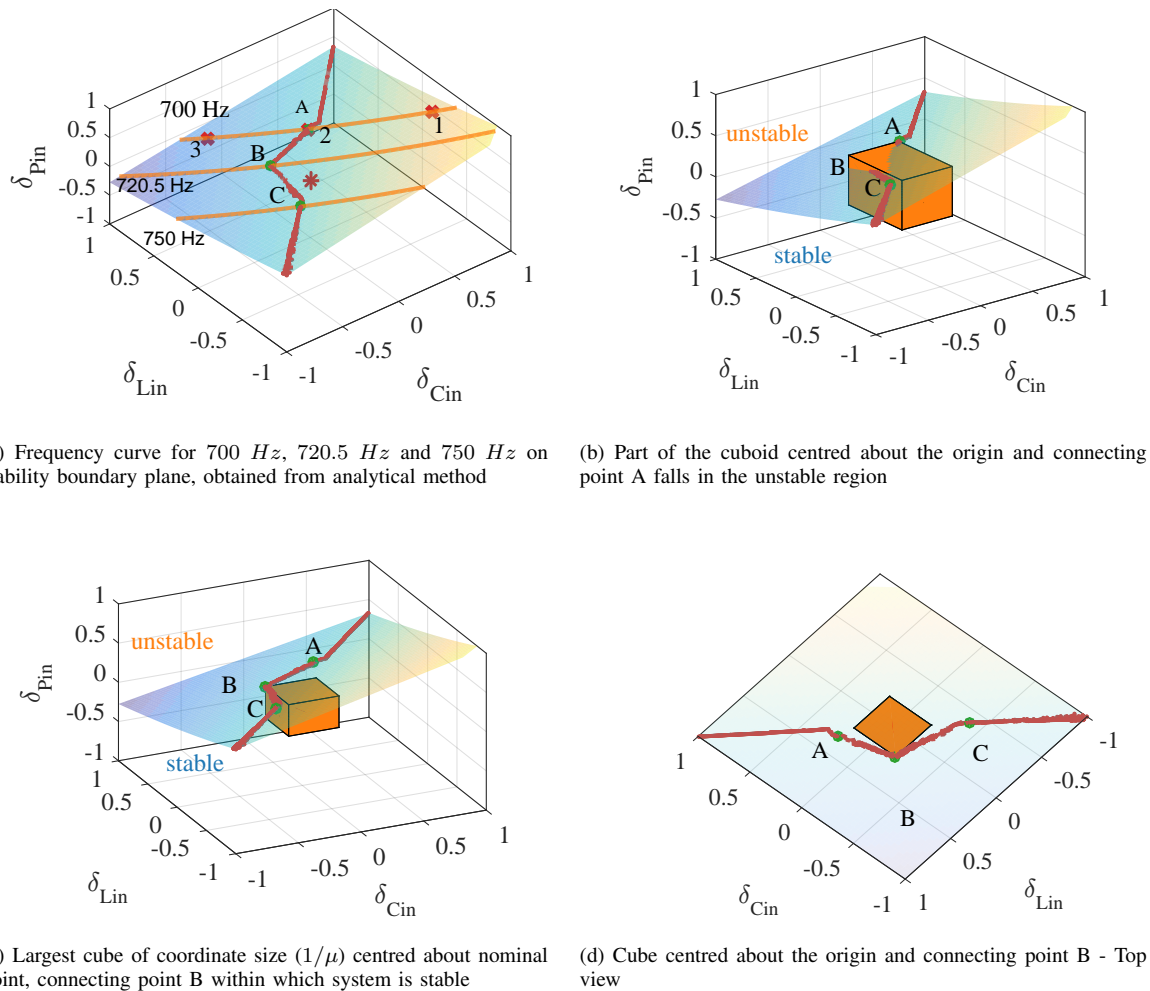 1
0.5
0
-0.5
-1
δPin
700 Hz
A
1
2
3
B
720.5 Hz
C
750 Hz
1
0.5
0
-0.5
-1
δLin
-1
-0.5
0
0.5
1
δCin
) Frequency curve for 700 Hz, 720.5 Hz and 750 Hz on
ability boundary plane, obtained from analytical method
1
0.5
0
-0.5
-1
δPin
unstable
A
B
C
stable
1
0.5
0
-0.5
-1
δLin
-1
-0.5
0
0.5
1
δCin
(b) Part of the cuboid centred about the origin and connecting
point A falls in the unstable region
1
0.5
0
-0.5
-1
δPin
unstable
A
B
C
stable
1
0.5
0
-0.5
-1
δLin
-1
-0.5
0
0.5
1
δCin
) Largest cube of coordinate size (1/μ) centred about nominal
int, connecting point B within which system is stable
A
C
B
1
0.5
0
-0.5
-1
δCin
-1
-0.5
0
0.5
1
δLin
(d) Cube centred about the origin and connecting point B - Top
view